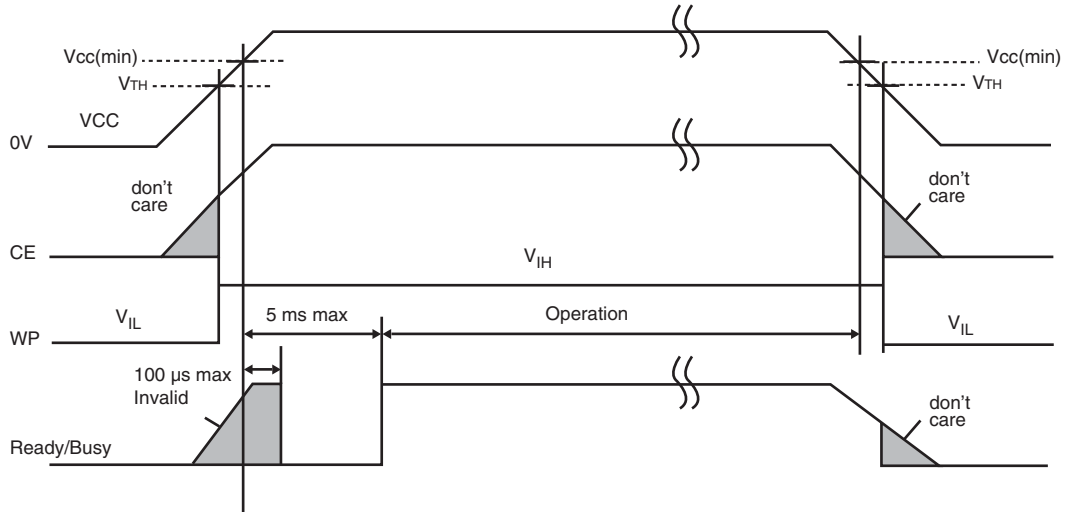 Vcc(min)
VTH
VCC
0V
Vcc(min)
VTH
don't
care
don't
care
CE
VIH
VIL
WP
5 ms max
Operation
VIL
100 µs max
Invalid
don't
care
Ready/Busy